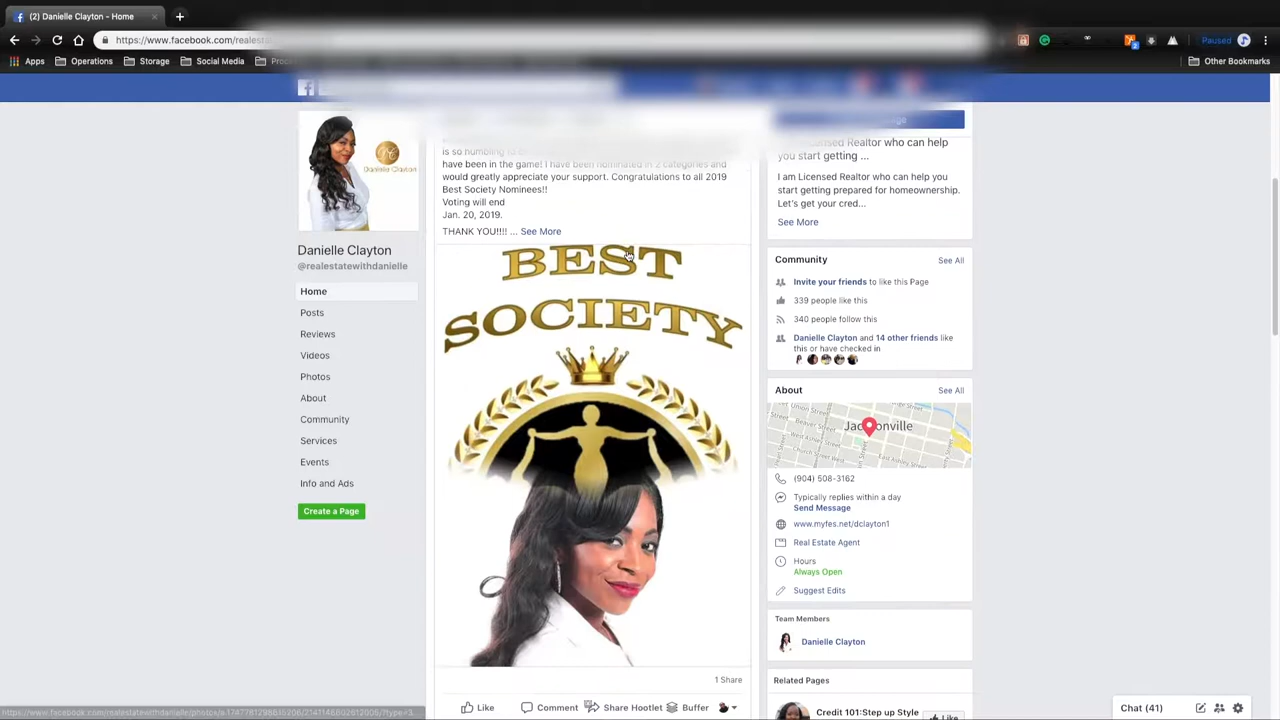 (2) Danielle Clayton - Home
https://www.facebook.com/realesta
Paused
Apps
Operations
Storage
Social Media
Other Bookmarks
Danielle Clayton
Danielle Clayton
@realestatewithdanielle
Home
Posts
Reviews
Videos
Photos
About
Community
Services
Events
Info and Ads
Create a Page
is so humbling to
have been in the game! I have been nominated in 2 categories and
would greatly appreciate your support. Congratulations to all 2019
Best Society Nominees!!
Voting will end
Jan. 20, 2019.
THANK YOU!!!! ... See More
BEST
SOCIETY
1 Share
Like
Comment
Share
Hootlet
Buffer
Licensed Realtor who can help
you start getting ...
I am Licensed Realtor who can help you
start getting prepared for homeownership.
Let's get your cred...
See More
Community
See All
Invite your friends to like this Page
339 people like this
340 people follow this
Danielle Clayton and 14 other friends like
this or have checked in
About
See All
Jacksonville
(904) 508-3162
Typically replies within a day
Send Message
www.myfes.net/dclayton1
Real Estate Agent
Hours
Always Open
Suggest Edits
Team Members
Danielle Clayton
Related Pages
Credit 101:Step up Style
Like
Chat (41)